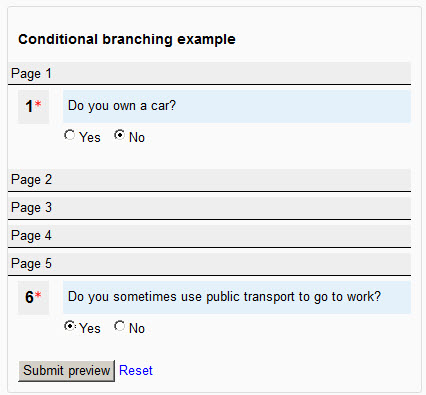 Conditional branching example
Page 1
1* Do you own a car?
Yes No
Page 2
Page 3
Page 4
Page 5
6* Do you sometimes use public transport to go to work?
Yes No
Submit preview Reset